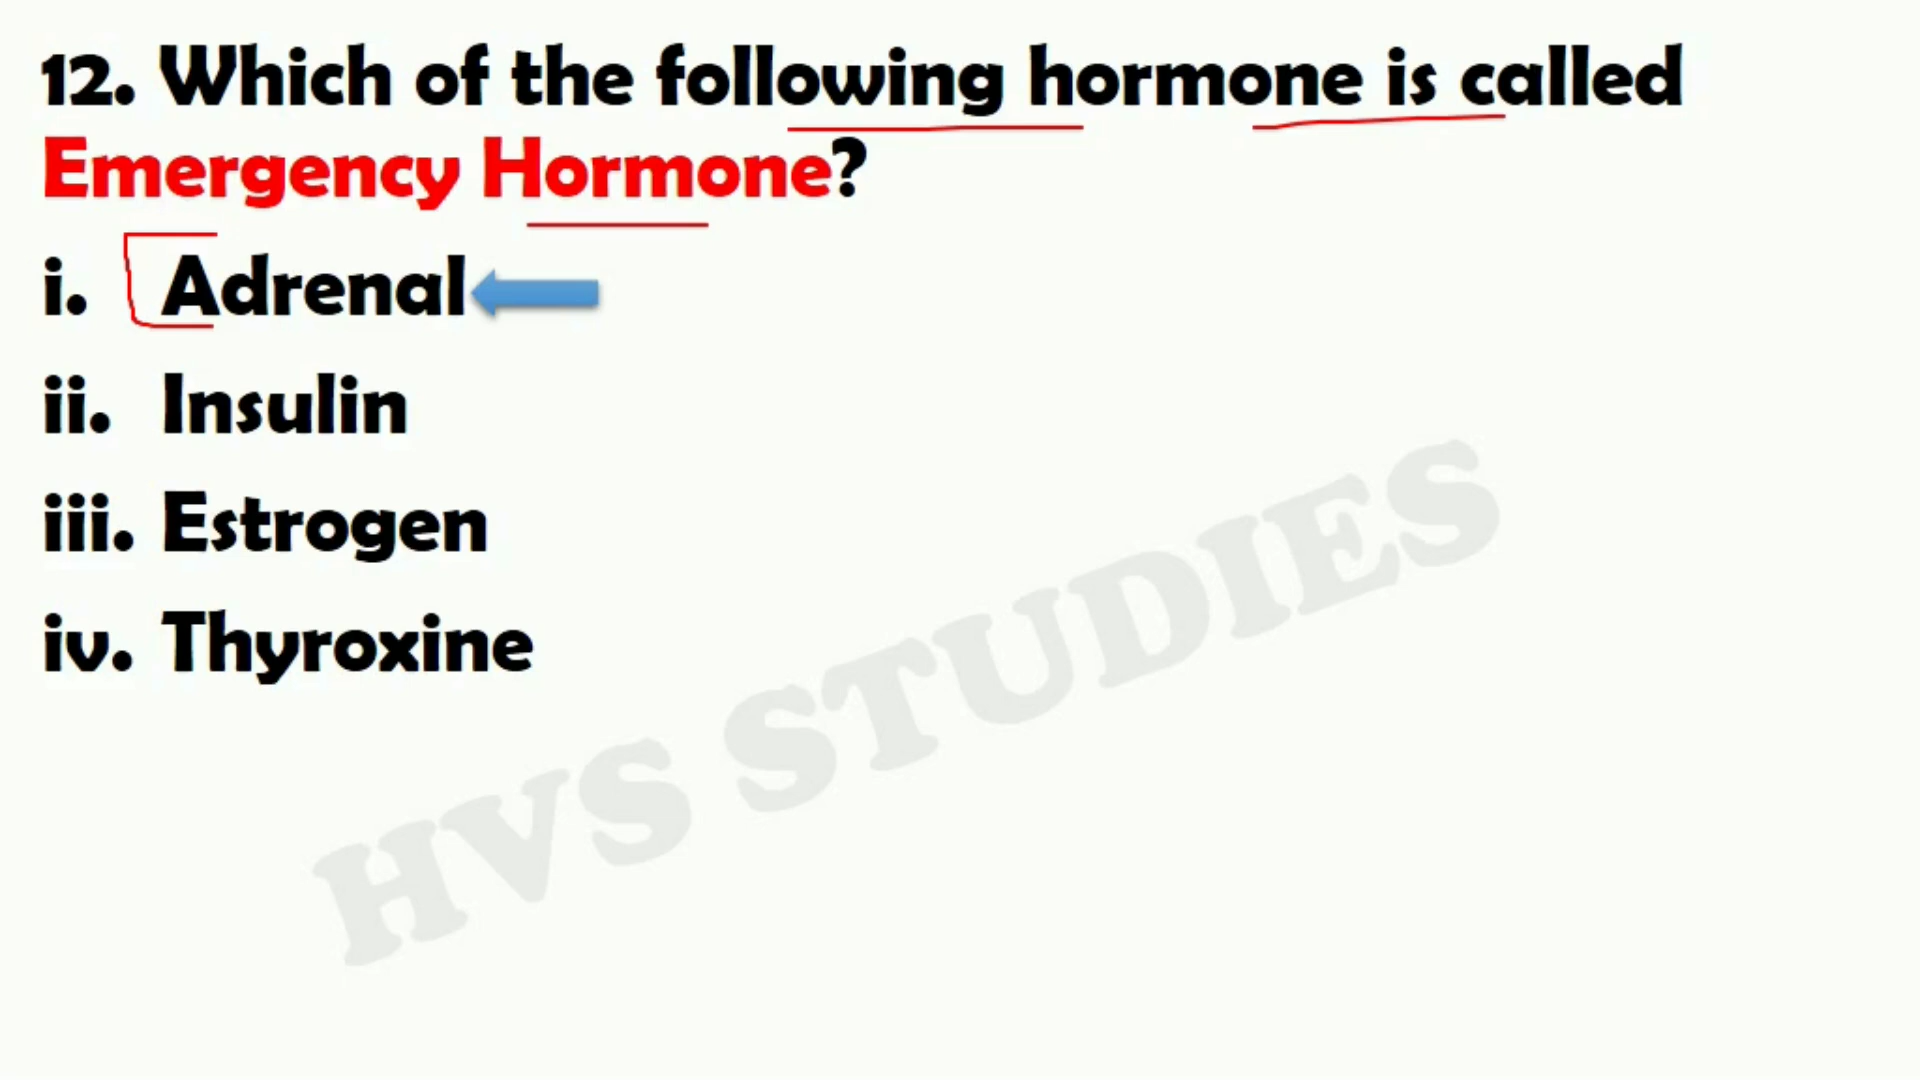 12. Which of the following hormone is called
Emergency Hormone?
i. Adrenal
ii. Insulin
iii. Estrogen
iv. Thyroxine
HVS STUDIES